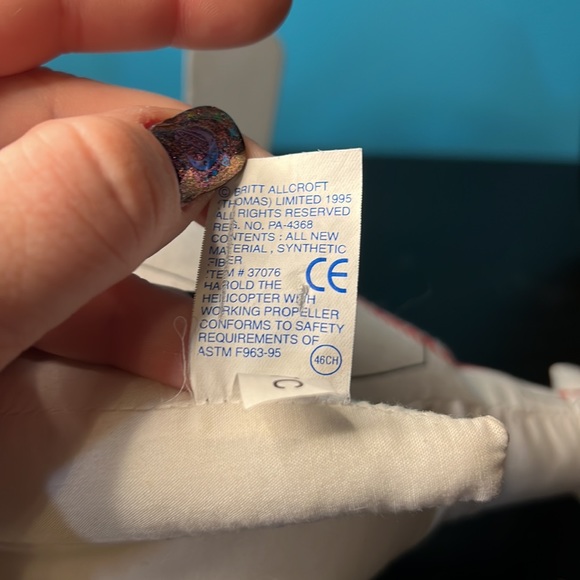 © BRITT ALLCROFT
(THOMAS) LIMITED 1995
ALL RIGHTS RESERVED
REG. NO. PA-4368
CONTENTS : ALL NEW
MATERIAL , SYNTHETIC
FIBER
ITEM # 37076
HAROLD THE
HELICOPTER WITH
WORKING PROPELLER
CONFORMS TO SAFETY
REQUIREMENTS OF
ASTM F963-95
CE
46CH
C